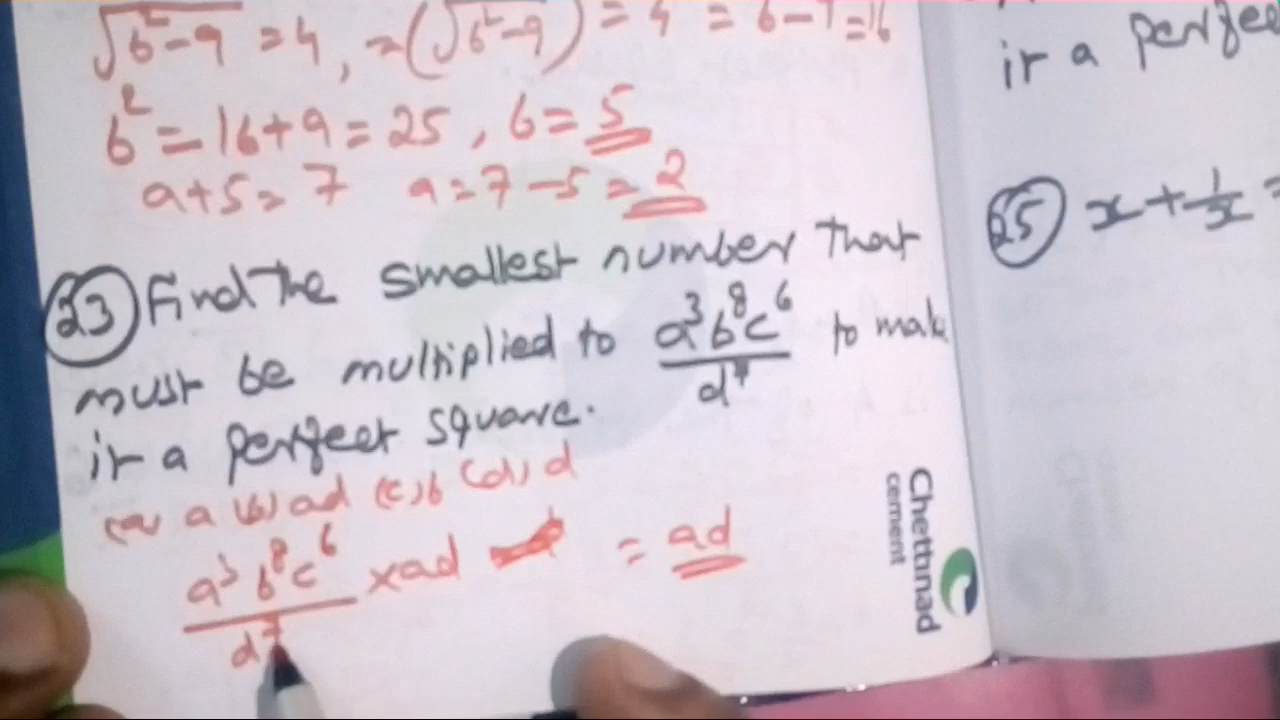 √b²-9 = 4, =(√b²-9) = 4 = 6-9=16
b² = 16+9 = 25, b = 5
a+5 = 7 a = 7-5 = 2
23 Find the smallest number that
must be multiplied to a³b⁸c⁶/d⁷ to make
it a perfect square.
(a) a (b) ad (c) b (d) d
a³b⁸c⁶/d⁷ × ad = ad
Chettinad
cement
it a
25 x + 1/x =